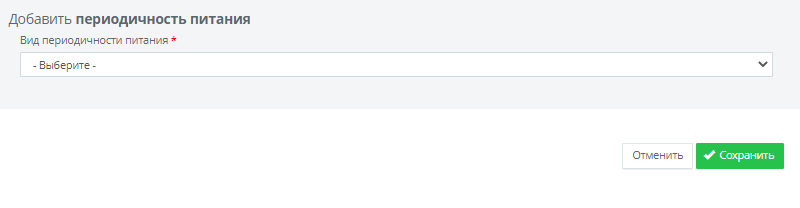 Добавить периодичность питания
Вид периодичности питания *
- Выберите -
Отменить
Сохранить